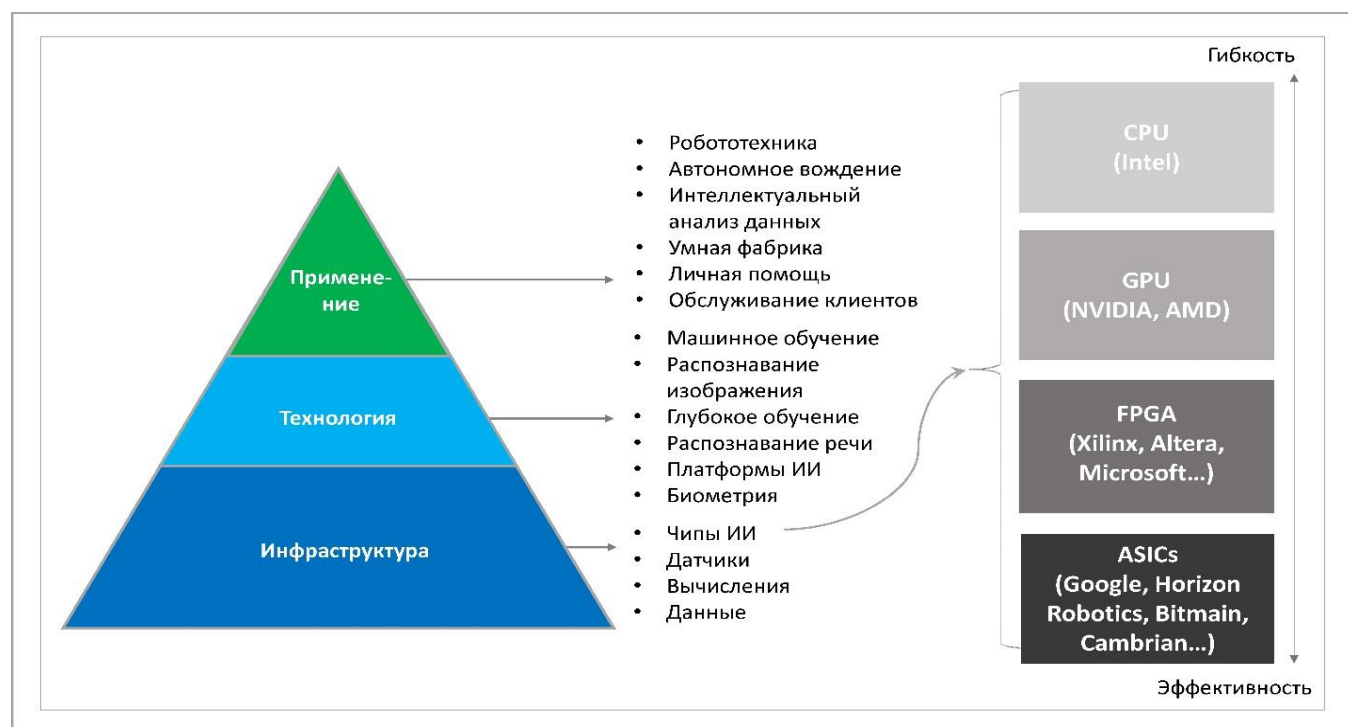 Применe-
ние
Технология
Инфраструктура
• Робототехника
• Автономное вождение
• Интеллектуальный
анализ данных
• Умная фабрика
• Личная помощь
• Обслуживание клиентов
• Машинное обучение
• Распознавание
изображения
• Глубокое обучение
• Распознавание речи
• Платформы ИИ
• Биометрия
• Чипы ИИ
• Датчики
• Вычисления
• Данные
Гибкость
CPU
(Intel)
GPU
(NVIDIA, AMD)
FPGA
(Xilinx, Altera,
Microsoft...)
ASICs
(Google, Horizon
Robotics, Bitmain,
Cambrian...)
Эффективность